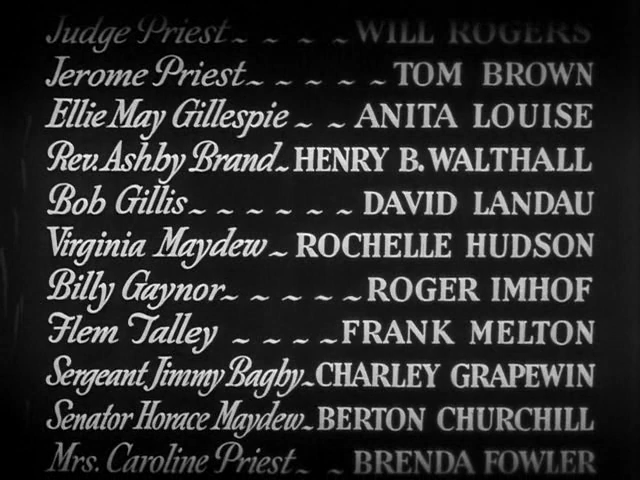 Judge Priest~ ~ ~ ~WILL ROGERS
Jerome Priest~ ~ ~ ~ ~TOM BROWN
Ellie May Gillespie ~ ~ANITA LOUISE
Rev. Ashby Brand~HENRY B. WALTHALL
Bob Gillis~ ~ ~ ~ ~ ~DAVID LANDAU
Virginia Maydew~ROCHELLE HUDSON
Billy Gaynor~ ~ ~ ~ ~ROGER IMHOF
Flem Talley ~ ~ ~ ~FRANK MELTON
Sergeant Jimmy Bagby~CHARLEY GRAPEWIN
Senator Horace Maydew~BERTON CHURCHILL
Mrs. Caroline Priest~ ~ ~BRENDA FOWLER